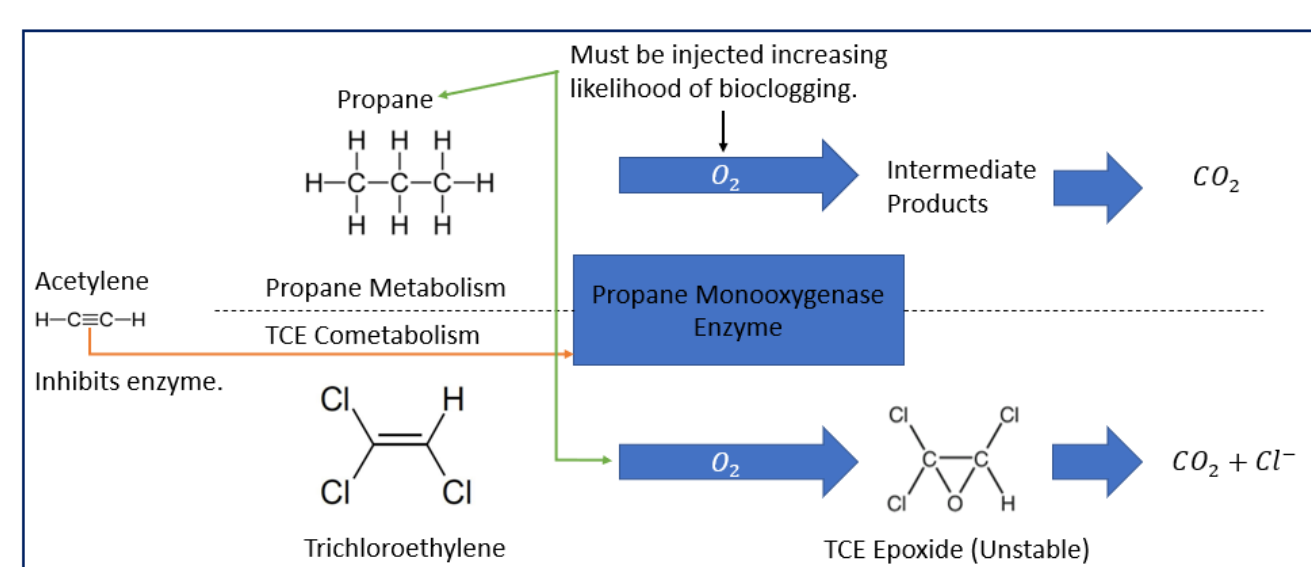 Must be injected increasing
likelihood of bioclogging.
Propane
H H H
H–C–C–C–H
H H H
O₂
Intermediate
Products
CO₂
Acetylene
H–C≡C–H
Inhibits enzyme.
Propane Metabolism
TCE Cometabolism
Propane Monooxygenase
Enzyme
Cl H
Cl Cl
Trichloroethylene
O₂
Cl Cl
C–C
Cl O H
TCE Epoxide (Unstable)
CO₂ + Cl⁻